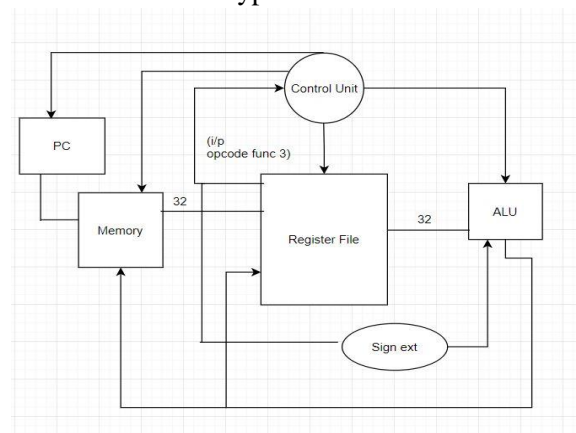 Control Unit
(i/p
opcode func 3)
PC
32
Memory
Register File
32
ALU
Sign ext